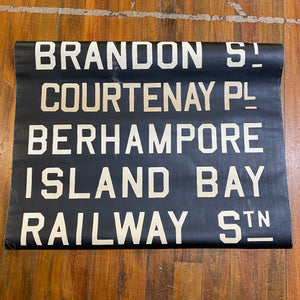 BRANDON ST
COURTENAY PL
BERHAMPORE
ISLAND BAY
RAILWAY STN